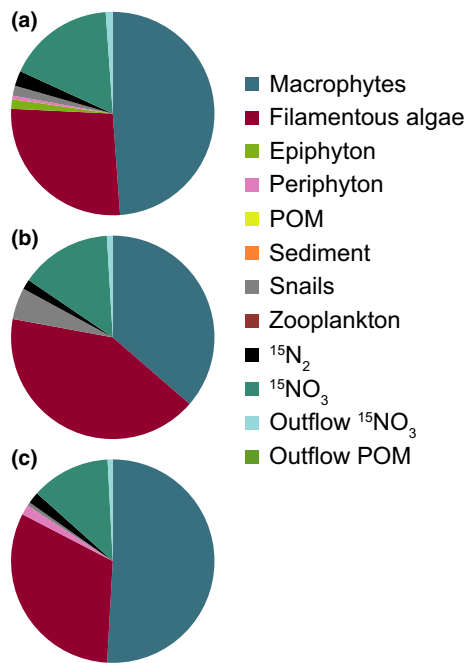 (a)
Macrophytes
Filamentous algae
Epiphyton
Periphyton
POM
(b)
Sediment
Snails
Zooplankton
¹⁵N₂
¹⁵NO₃
Outflow ¹⁵NO₃
Outflow POM
(c)